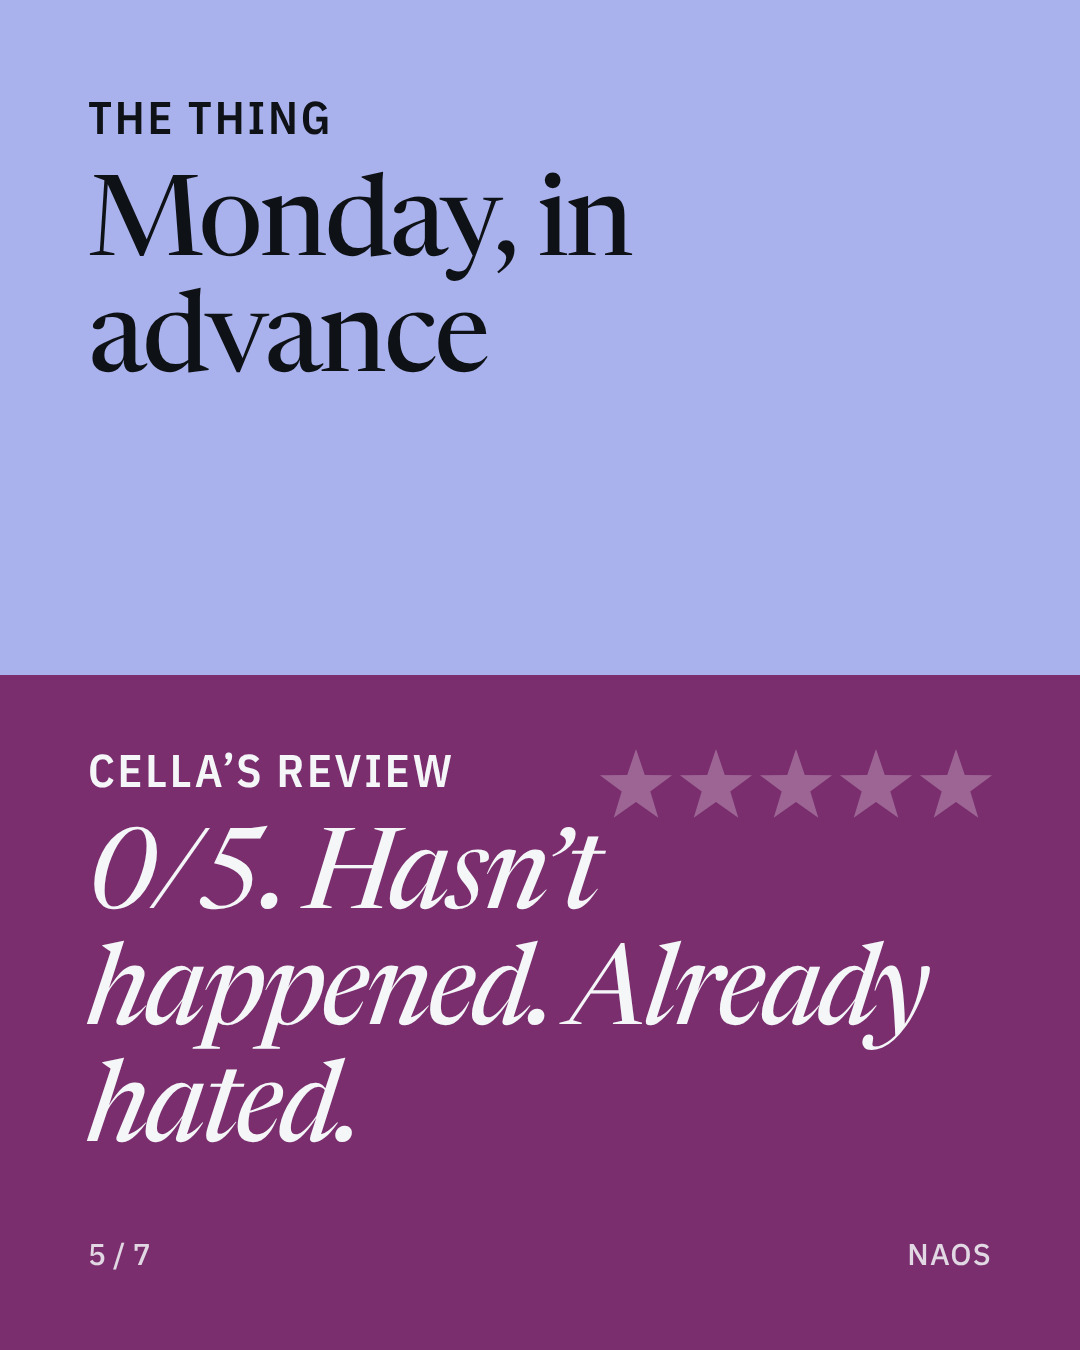 THE THING
Monday, in
advance
CELLA’S REVIEW
0/5. Hasn’t
happened. Already
hated.
5 / 7
NAOS